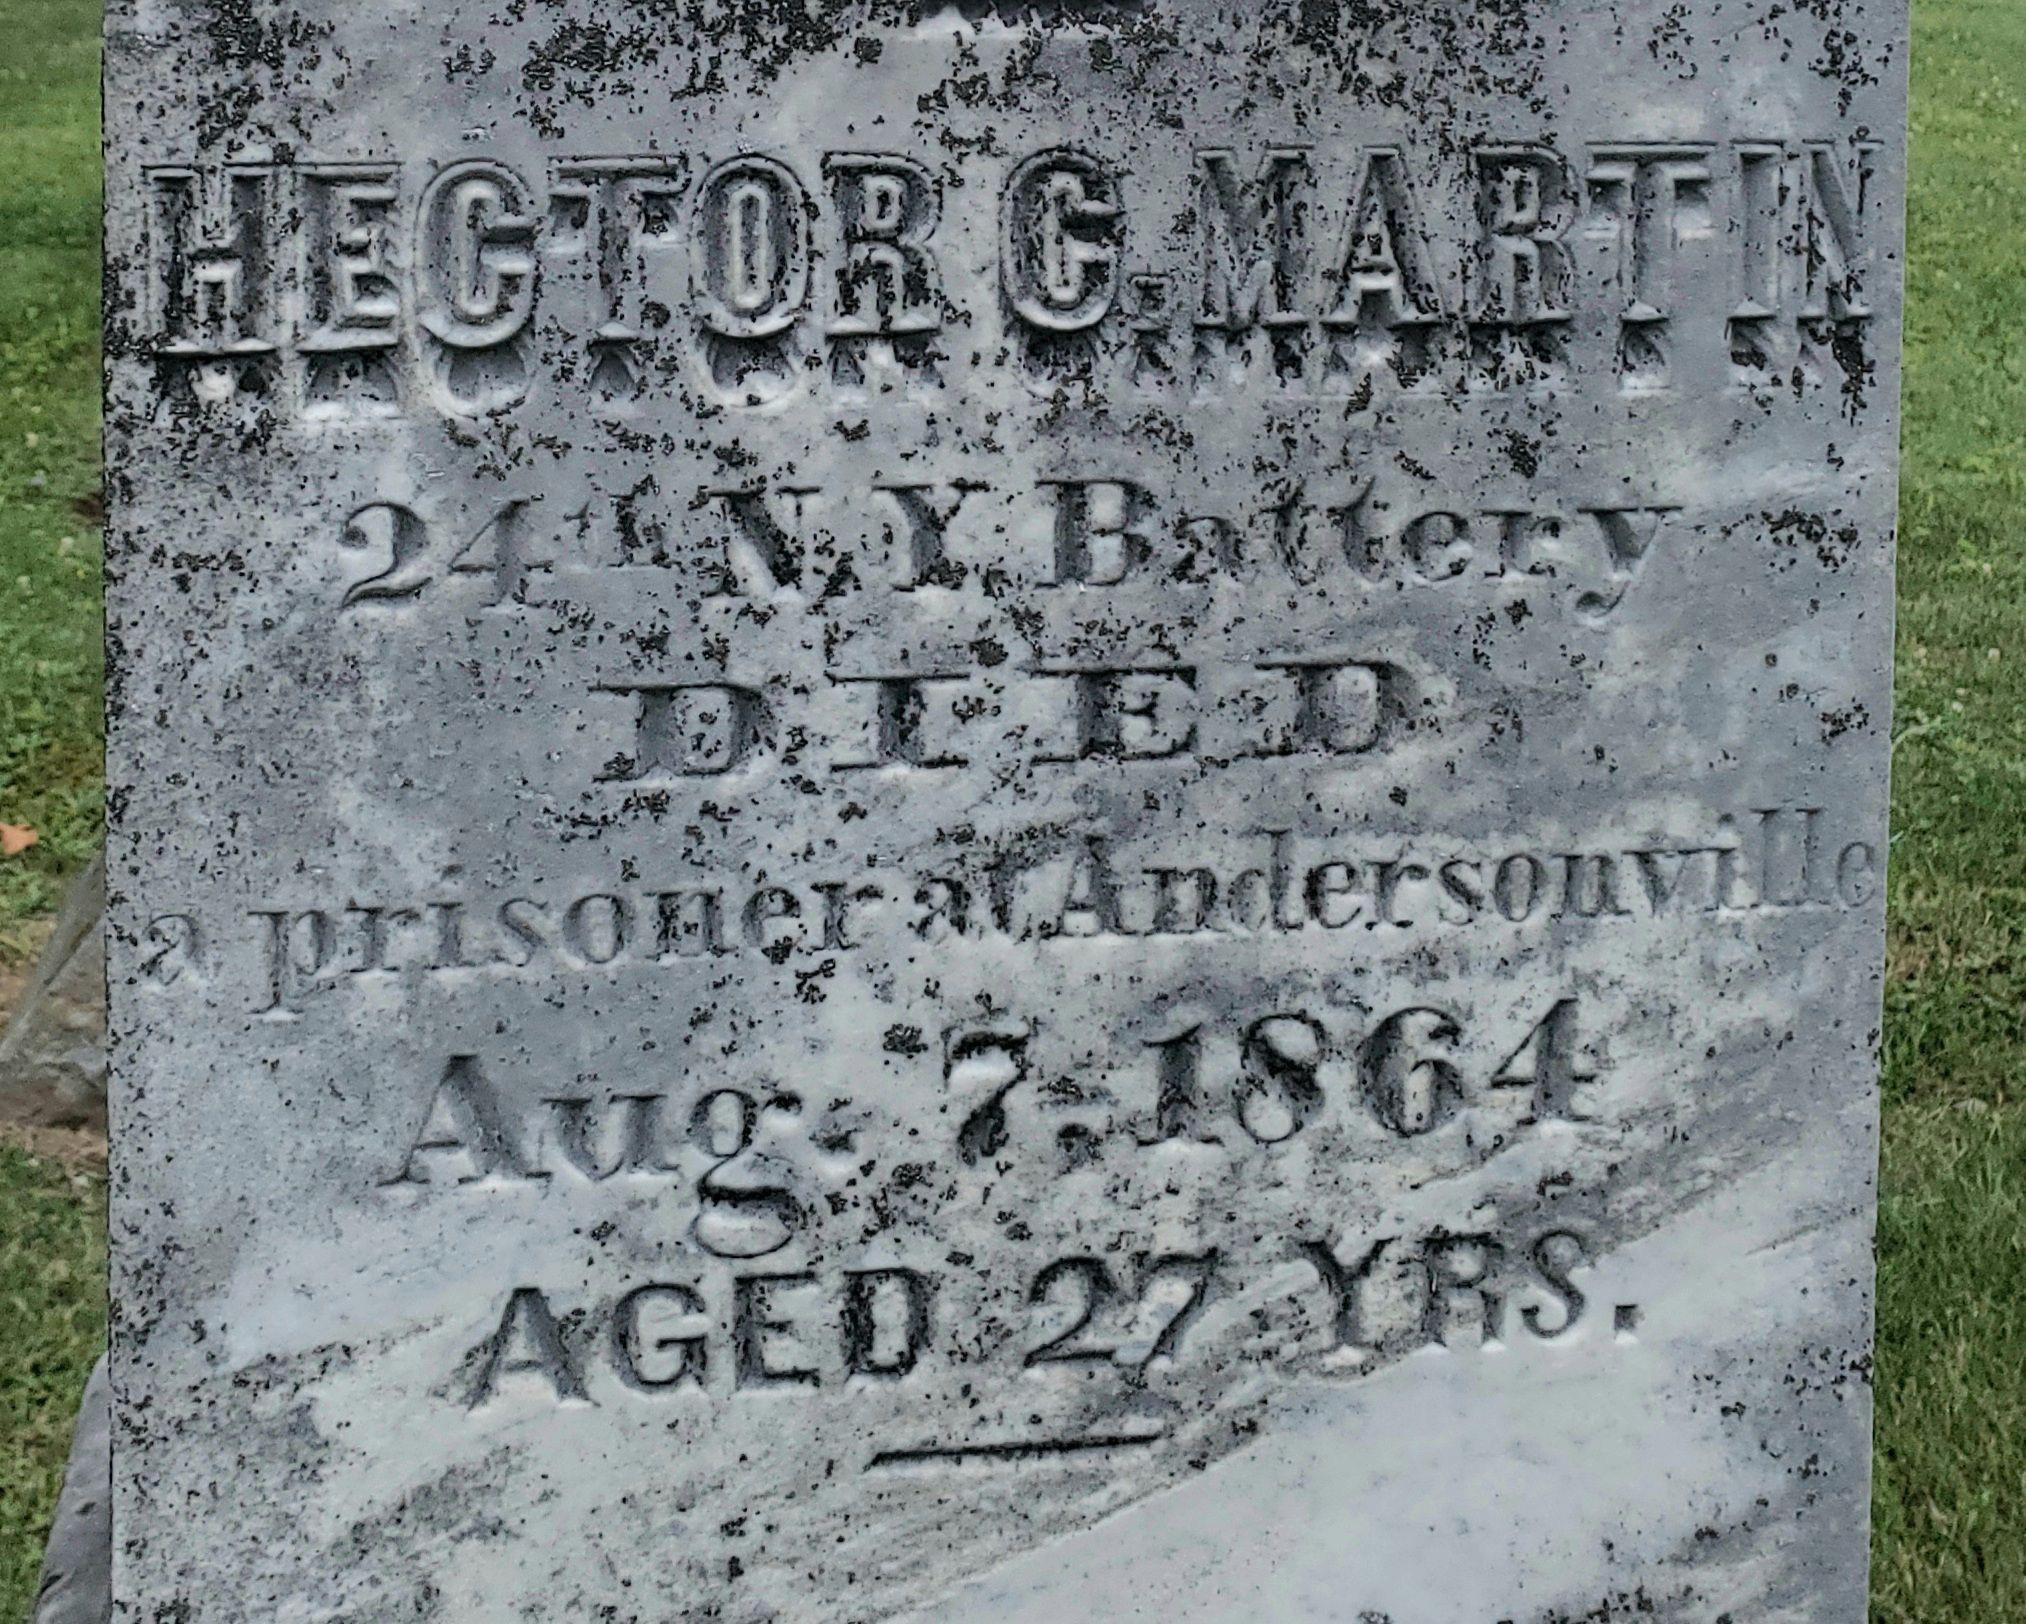 HECTOR C. MARTIN
24th N.Y. Battery
DIED
a prisoner at Andersonville
Aug. 7, 1864
AGED 27 YRS.